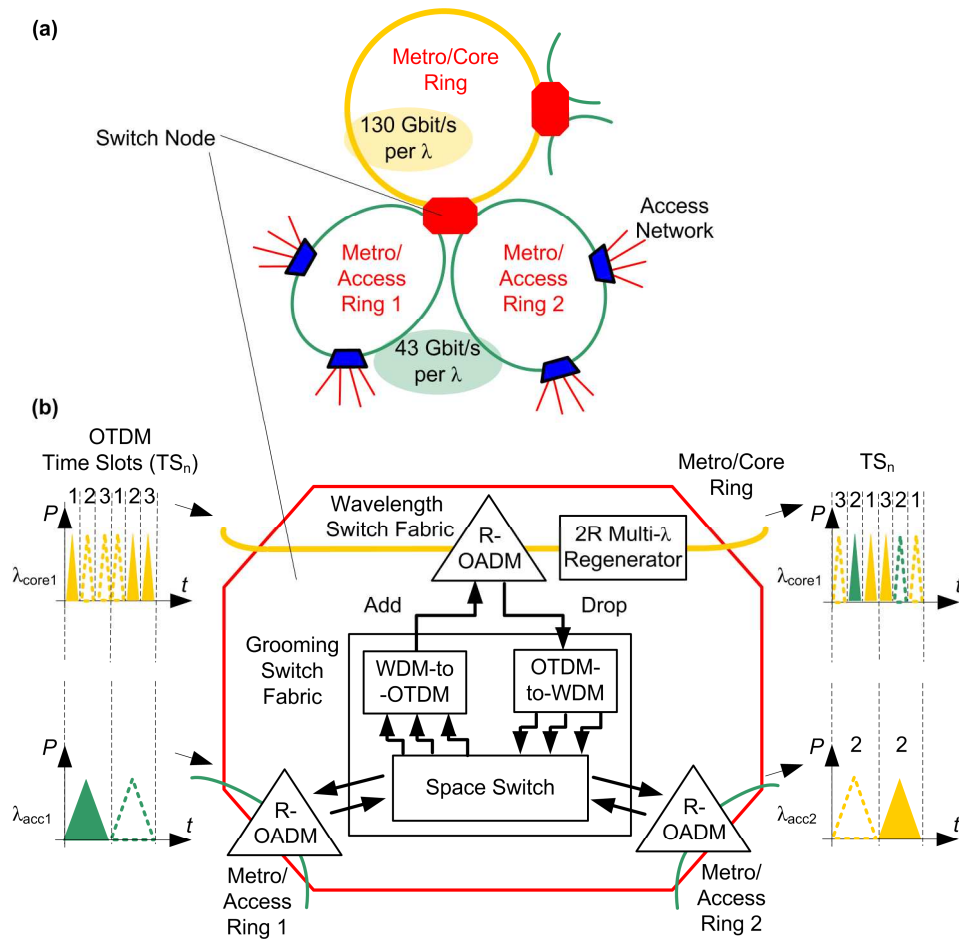 (a)
Metro/Core
Ring
130 Gbit/s
per λ
Switch Node
Access
Network
Metro/
Access
Ring 1
Metro/
Access
Ring 2
43 Gbit/s
per λ
(b)
OTDM
Time Slots (TSn)
1 2 3 1 2 3
P
λcore1
t
Metro/Core
Ring
TSn
3 2 1 3 2 1
P
λcore1
t
Wavelength
Switch Fabric
R-
OADM
2R Multi-λ
Regenerator
Add
Drop
Grooming
Switch
Fabric
WDM-to
-OTDM
OTDM-
to-WDM
Space Switch
P
λacc1
t
R-
OADM
Metro/
Access
Ring 1
R-
OADM
Metro/
Access
Ring 2
P
2 2
λacc2
t